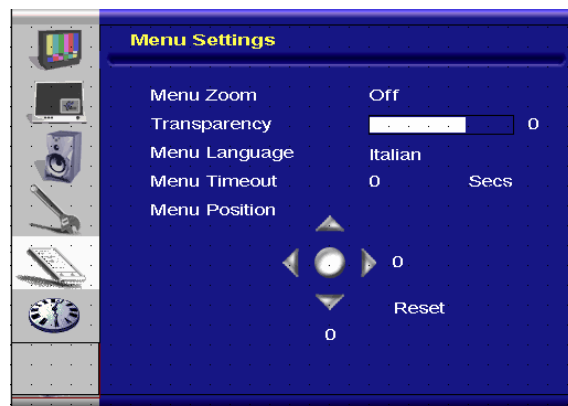 Menu Settings
Menu Zoom Off
Transparency 0
Menu Language Italian
Menu Timeout 0 Secs
Menu Position
0
Reset
0